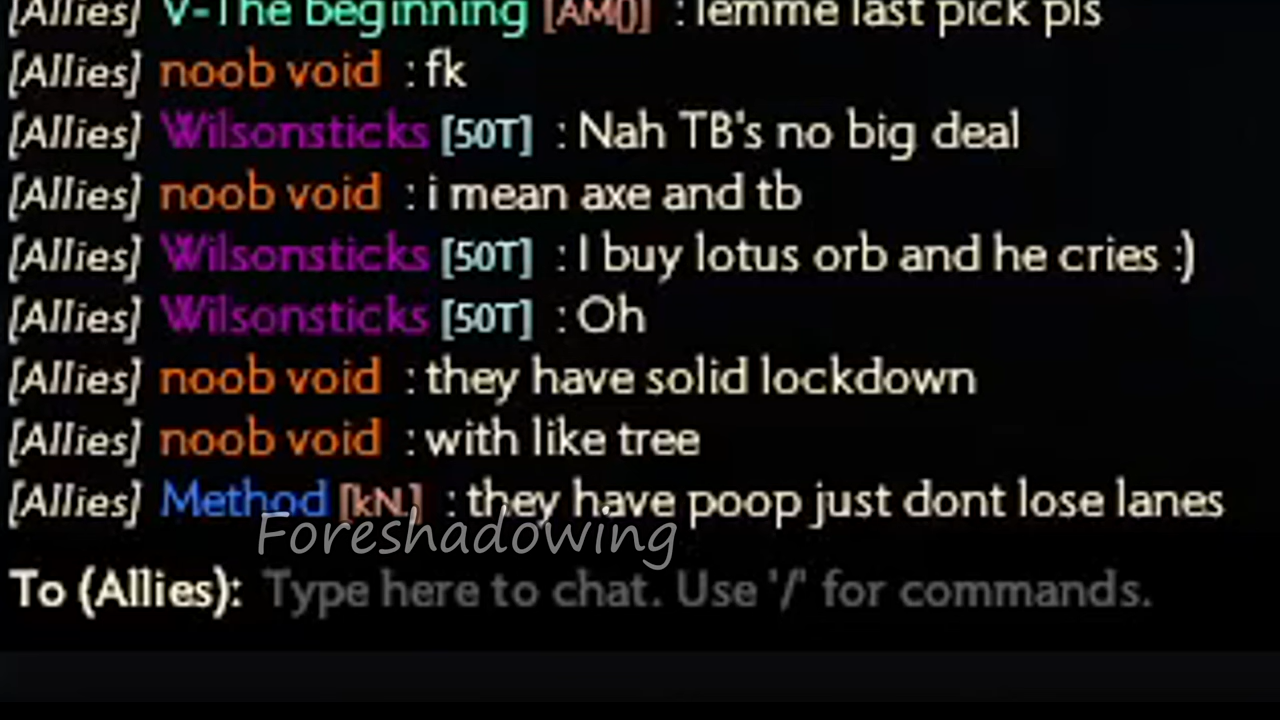 [Allies] V-The beginning [AM()] : lemme last pick pls
[Allies] noob void : fk
[Allies] Wilsonsticks [50T] : Nah TB's no big deal
[Allies] noob void : i mean axe and tb
[Allies] Wilsonsticks [50T] : I buy lotus orb and he cries :)
[Allies] Wilsonsticks [50T] : Oh
[Allies] noob void : they have solid lockdown
[Allies] noob void : with like tree
[Allies] Method [kN.] : they have poop just dont lose lanes
Foreshadowing
To (Allies): Type here to chat. Use '/' for commands.